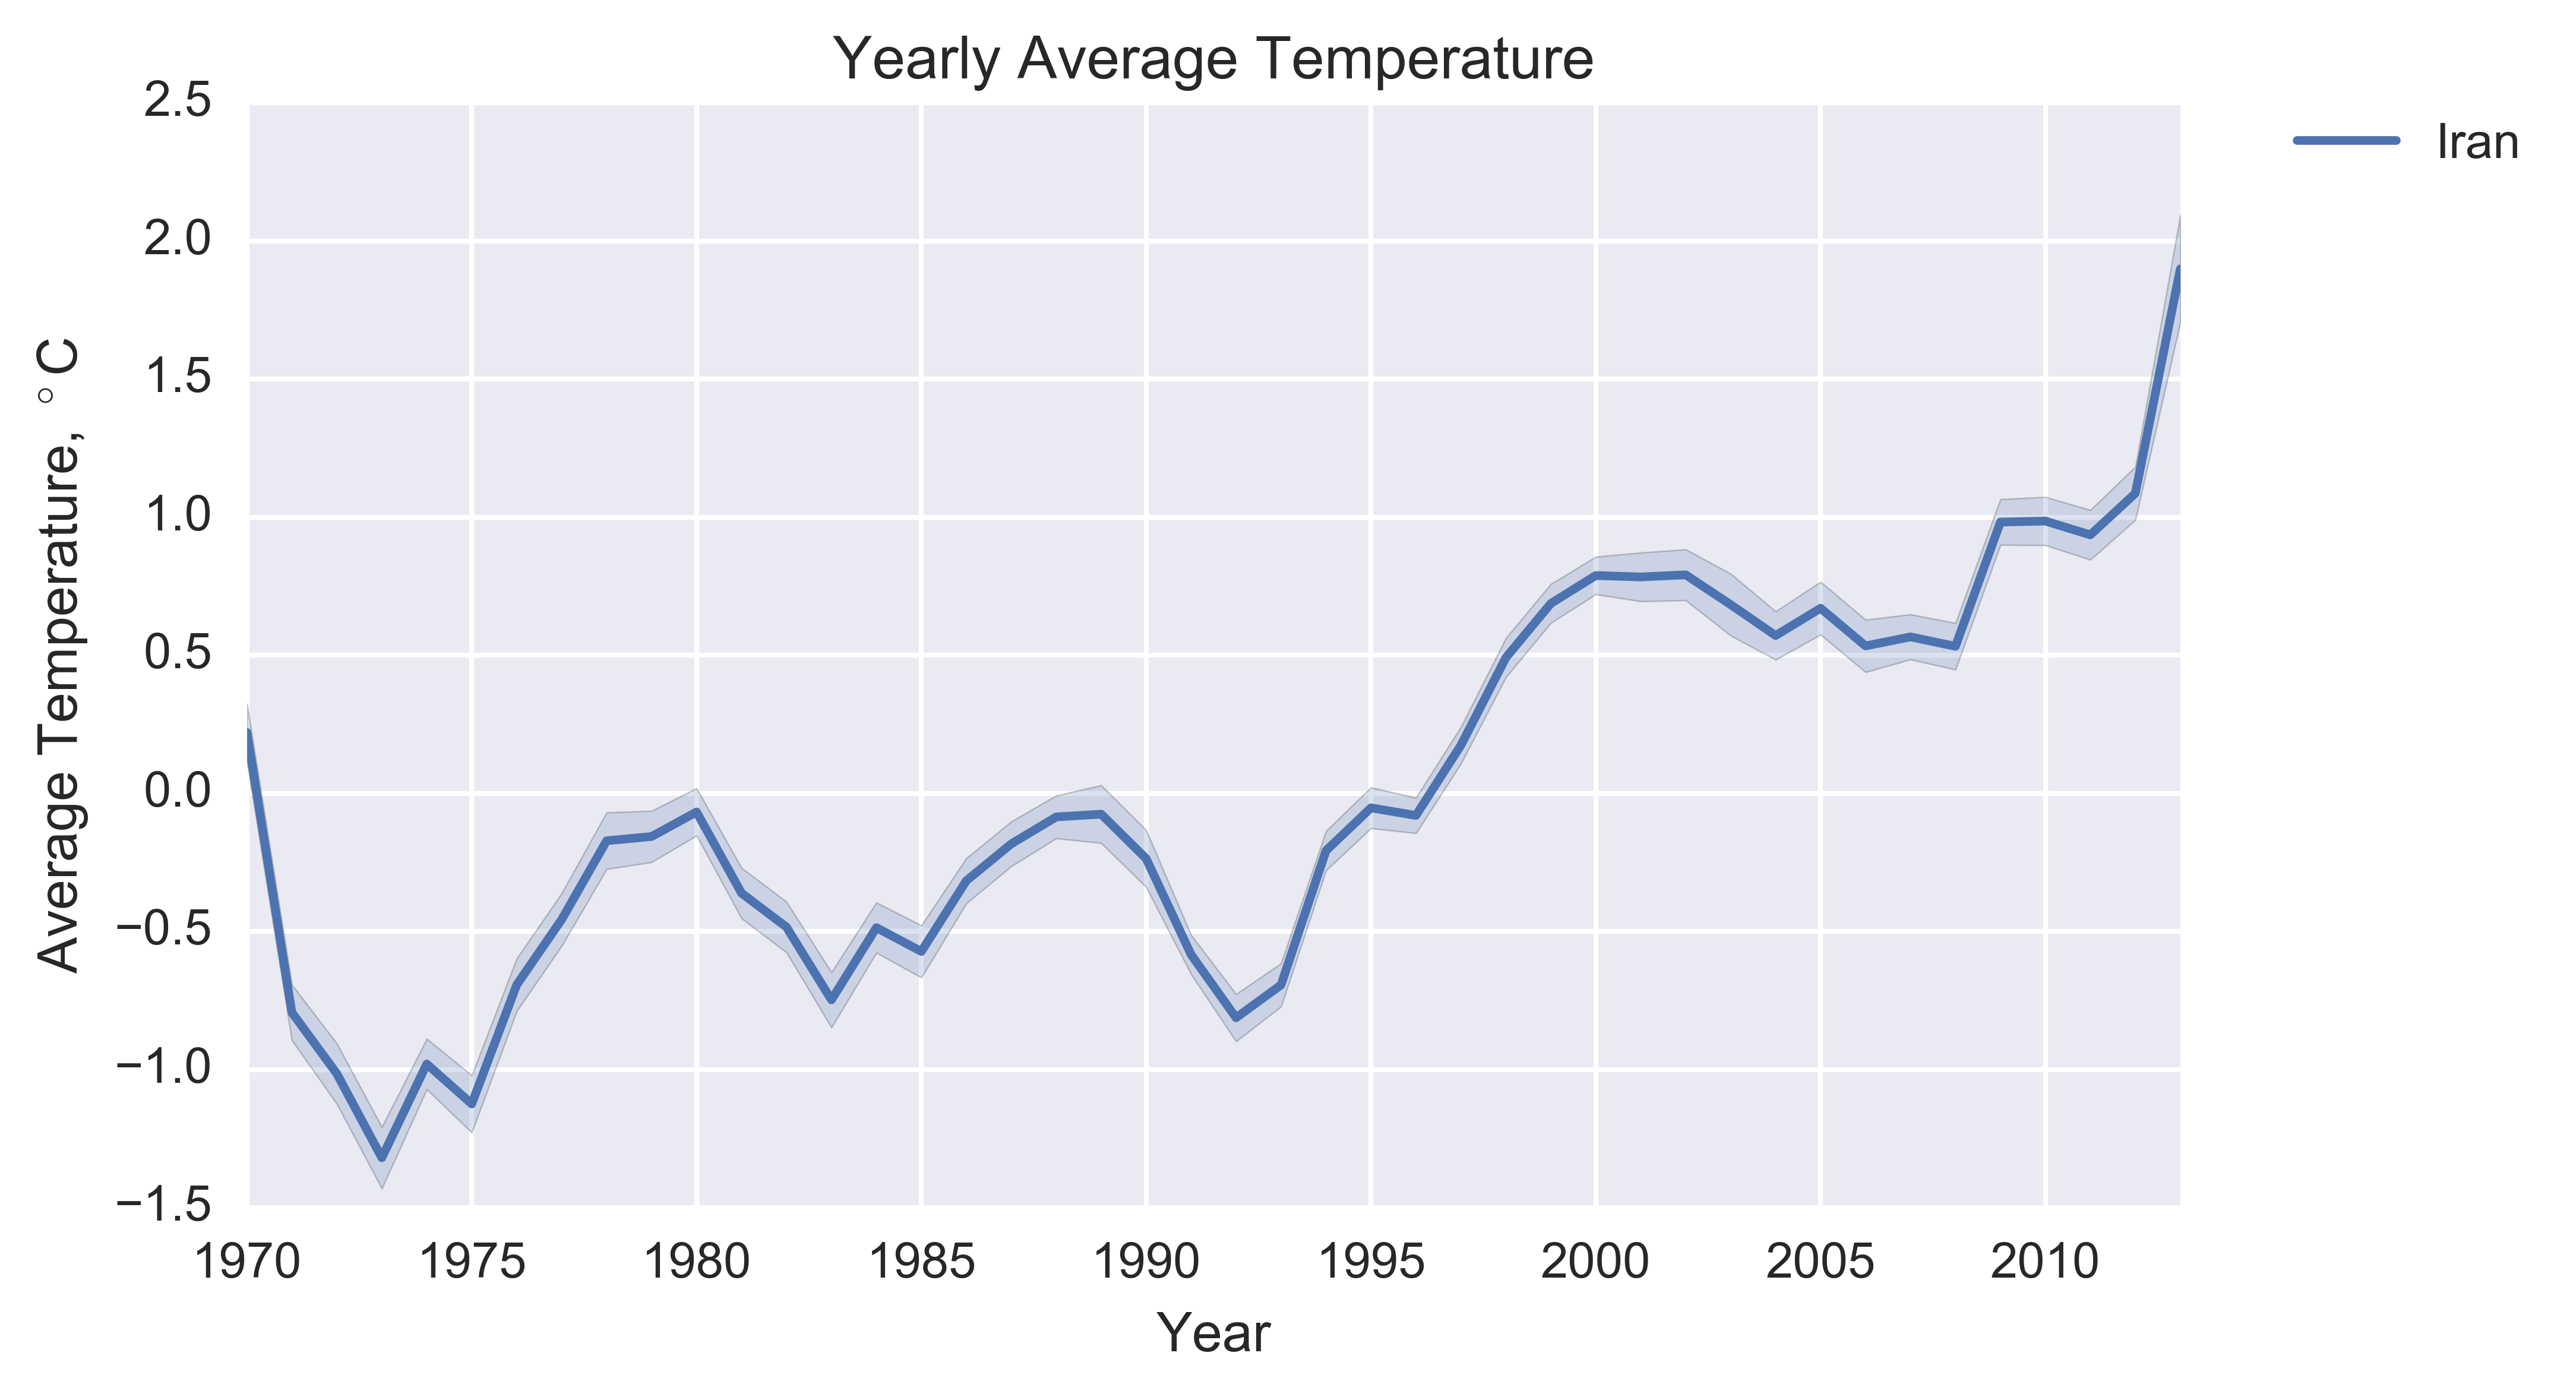 Yearly Average Temperature
2.5
2.0
1.5
1.0
0.5
0.0
−0.5
−1.0
−1.5
Average Temperature, °C
1970 1975 1980 1985 1990 1995 2000 2005 2010
Year
Iran